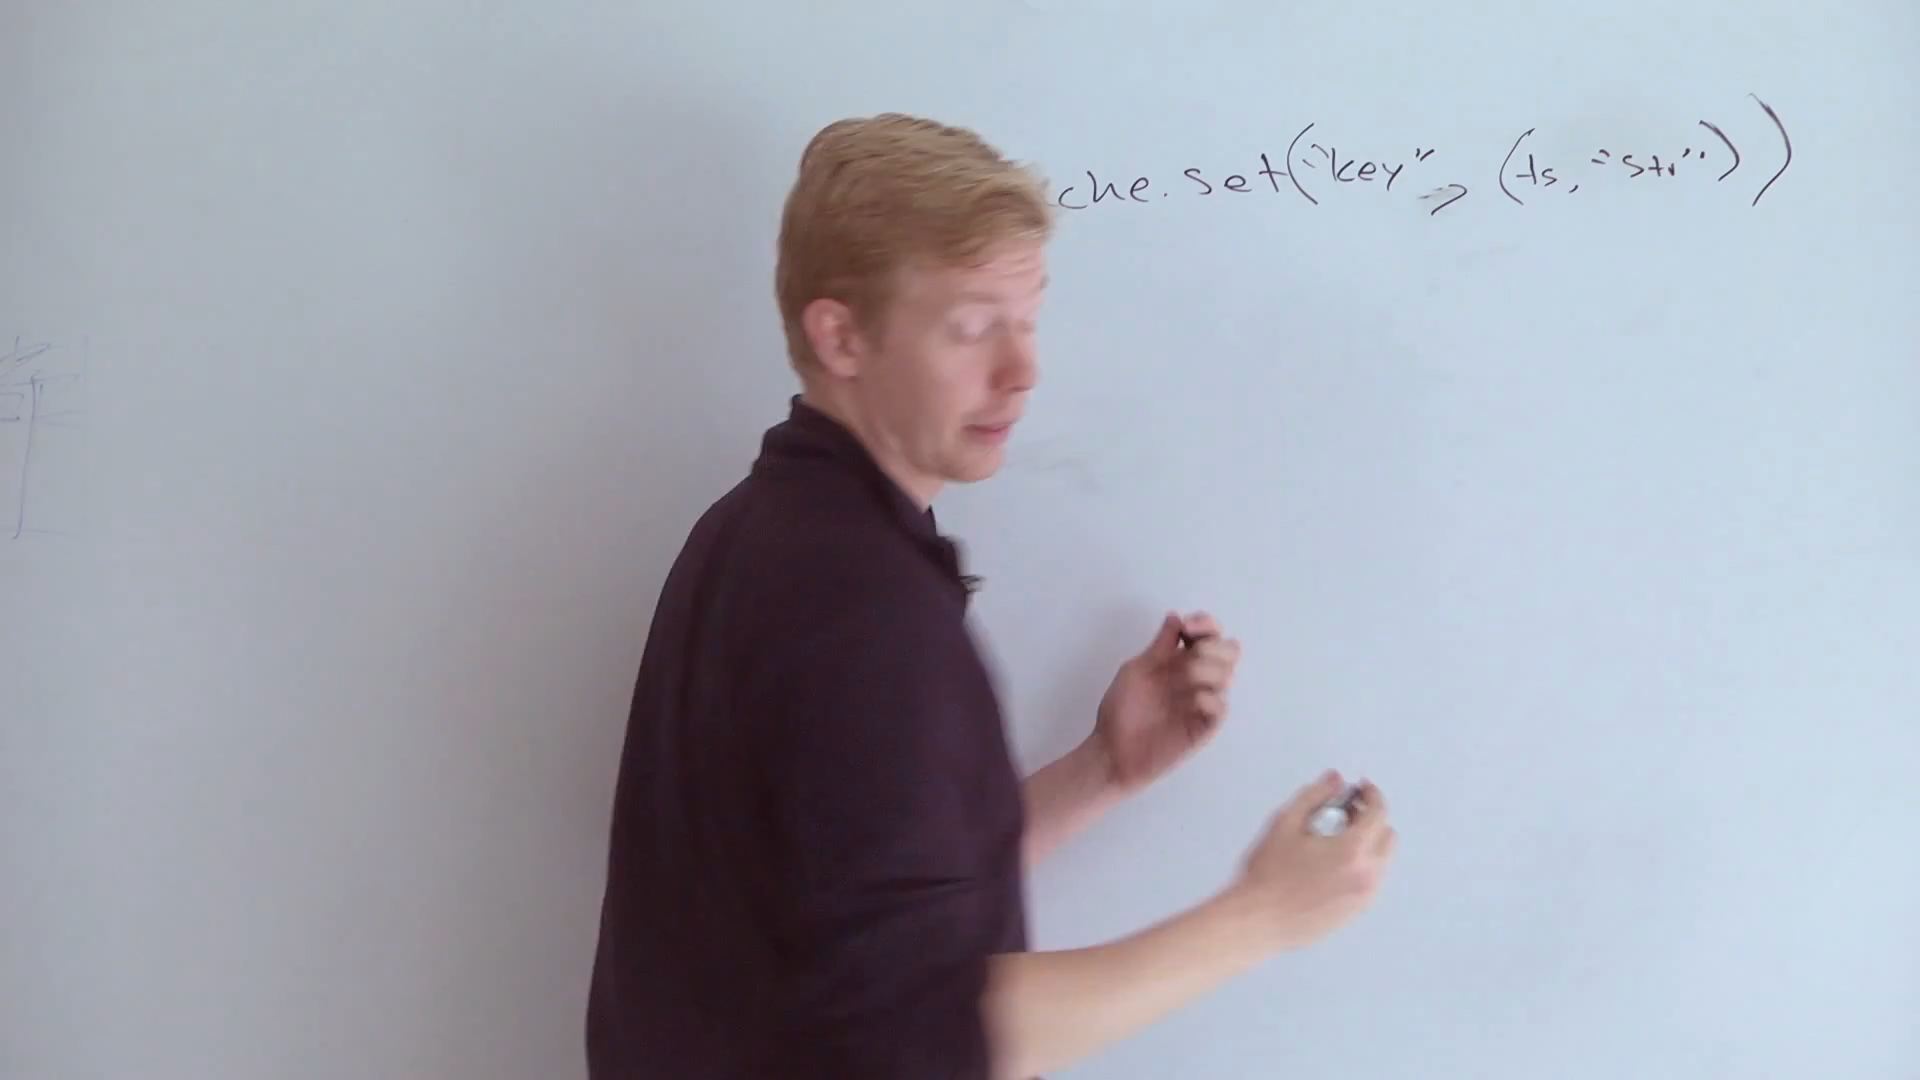 che.set("key", (ts, "str"))